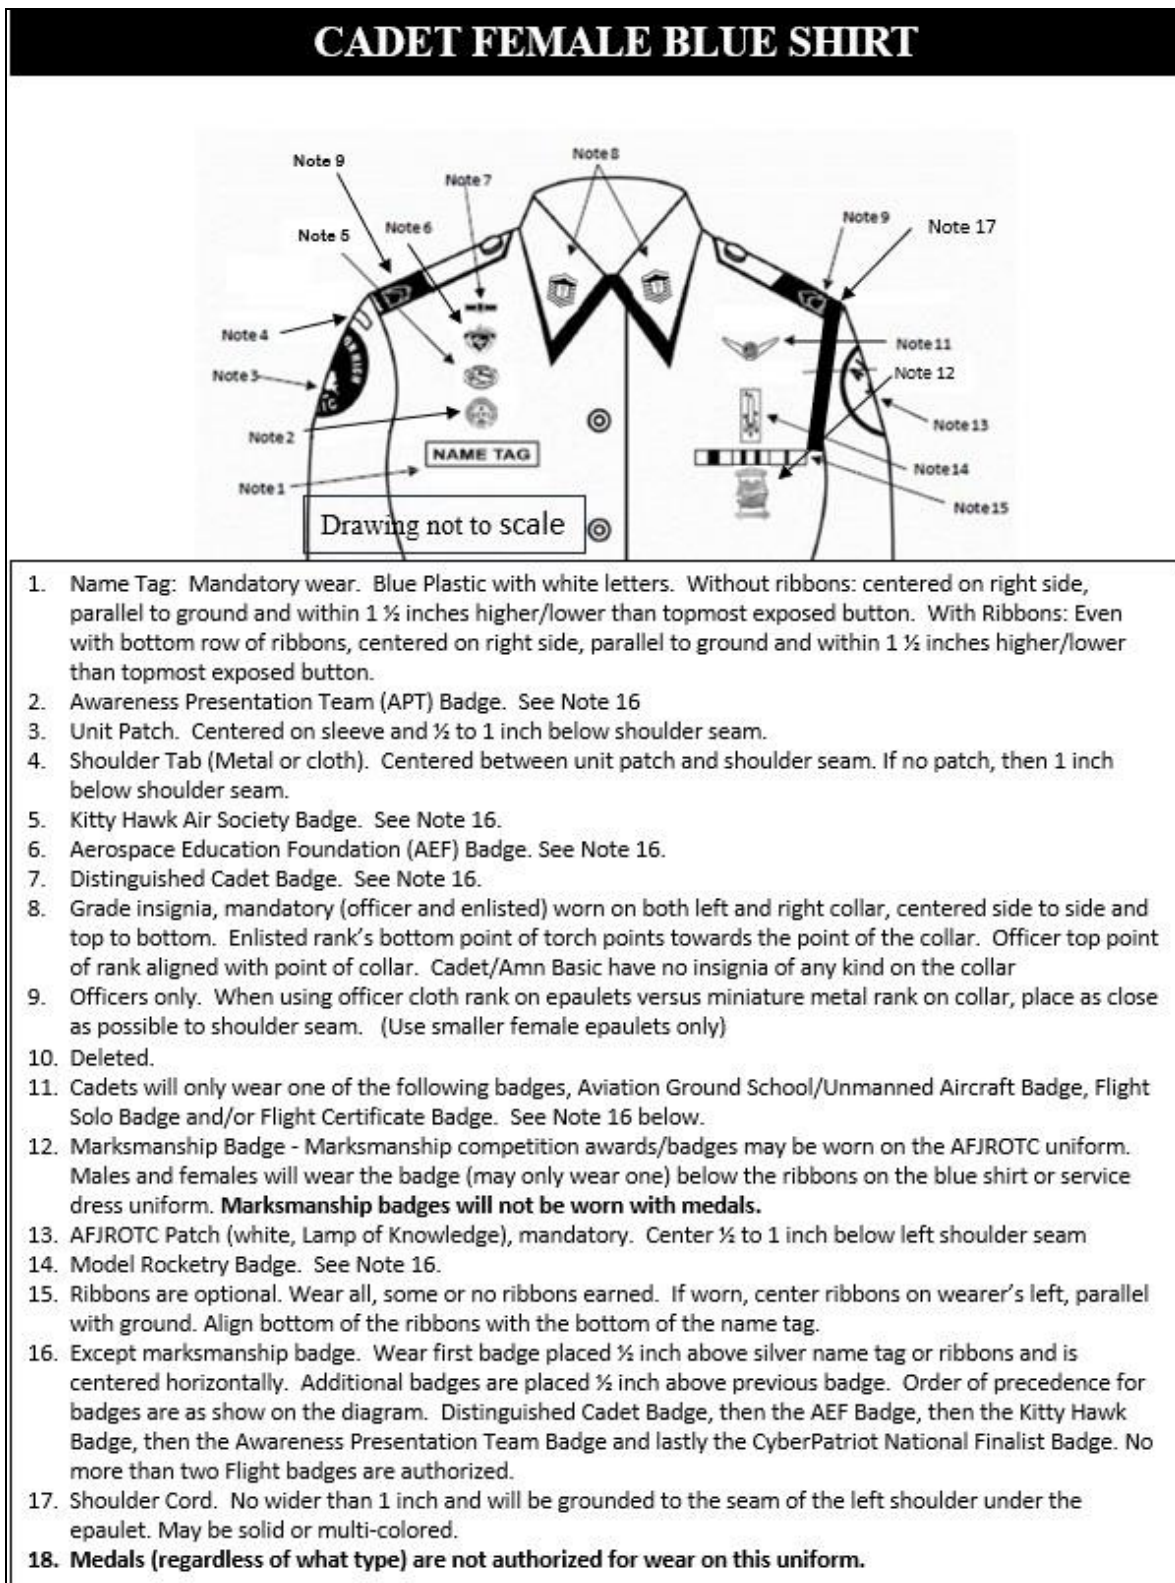 CADET FEMALE BLUE SHIRT
Note 9
Note 8
Note 7
Note 6
Note 5
Note 9
Note 17
Note 4
Note 11
Note 3
Note 12
Note 2
NAME TAG
Note 13
Note 14
Note 1
Note 15
Drawing not to scale
1. Name Tag: Mandatory wear. Blue Plastic with white letters. Without ribbons: centered on right side,
parallel to ground and within 1 ½ inches higher/lower than topmost exposed button. With Ribbons: Even
with bottom row of ribbons, centered on right side, parallel to ground and within 1 ½ inches higher/lower
than topmost exposed button.
2. Awareness Presentation Team (APT) Badge. See Note 16
3. Unit Patch. Centered on sleeve and ½ to 1 inch below shoulder seam.
4. Shoulder Tab (Metal or cloth). Centered between unit patch and shoulder seam. If no patch, then 1 inch
below shoulder seam.
5. Kitty Hawk Air Society Badge. See Note 16.
6. Aerospace Education Foundation (AEF) Badge. See Note 16.
7. Distinguished Cadet Badge. See Note 16.
8. Grade insignia, mandatory (officer and enlisted) worn on both left and right collar, centered side to side and
top to bottom. Enlisted rank's bottom point of torch points towards the point of the collar. Officer top point
of rank aligned with point of collar. Cadet/Amn Basic have no insignia of any kind on the collar
9. Officers only. When using officer cloth rank on epaulets versus miniature metal rank on collar, place as close
as possible to shoulder seam. (Use smaller female epaulets only)
10. Deleted.
11. Cadets will only wear one of the following badges, Aviation Ground School/Unmanned Aircraft Badge, Flight
Solo Badge and/or Flight Certificate Badge. See Note 16 below.
12. Marksmanship Badge - Marksmanship competition awards/badges may be worn on the AFJROTC uniform.
Males and females will wear the badge (may only wear one) below the ribbons on the blue shirt or service
dress uniform. Marksmanship badges will not be worn with medals.
13. AFJROTC Patch (white, Lamp of Knowledge), mandatory. Center ½ to 1 inch below left shoulder seam
14. Model Rocketry Badge. See Note 16.
15. Ribbons are optional. Wear all, some or no ribbons earned. If worn, center ribbons on wearer's left, parallel
with ground. Align bottom of the ribbons with the bottom of the name tag.
16. Except marksmanship badge. Wear first badge placed ½ inch above silver name tag or ribbons and is
centered horizontally. Additional badges are placed ½ inch above previous badge. Order of precedence for
badges are as show on the diagram. Distinguished Cadet Badge, then the AEF Badge, then the Kitty Hawk
Badge, then the Awareness Presentation Team Badge and lastly the CyberPatriot National Finalist Badge. No
more than two Flight badges are authorized.
17. Shoulder Cord. No wider than 1 inch and will be grounded to the seam of the left shoulder under the
epaulet. May be solid or multi-colored.
18. Medals (regardless of what type) are not authorized for wear on this uniform.